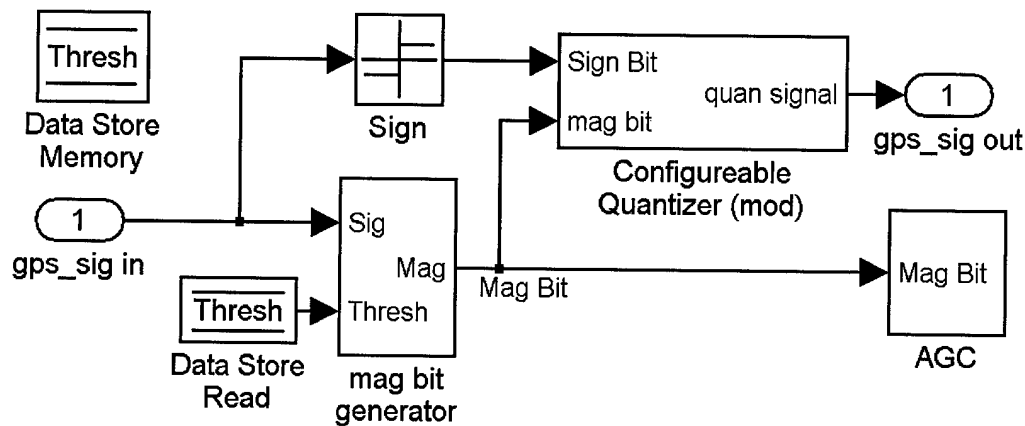 Thresh
Data Store
Memory
Sign
Sign Bit
mag bit
quan signal
Configureable
Quantizer (mod)
1
gps_sig out
1
gps_sig in
Sig
Mag
Thresh
mag bit
generator
Thresh
Data Store
Read
Mag Bit
Mag Bit
AGC